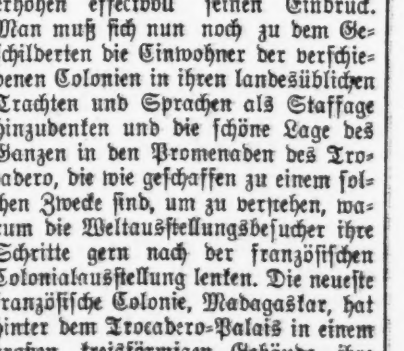 erhöhen effectvoll seinen Eindruck.
Man muß sich nun noch zu dem Ge-
schilderten die Einwohner der verschie-
denen Colonien in ihren landesüblichen
Trachten und Sprachen als Staffage
hinzudenken und die schöne Lage des
Ganzen in den Promenaden des Tro-
cadero, die wie geschaffen zu einem sol-
chen Zwecke sind, um zu verstehen, wa-
rum die Weltausstellungsbesucher ihre
Schritte gern nach der französischen
Colonialausstellung lenken. Die neueste
französische Colonie, Madagaskar, hat
hinter dem Trocadero-Palais in einem
großen kreisförmigen Gebäude ihre